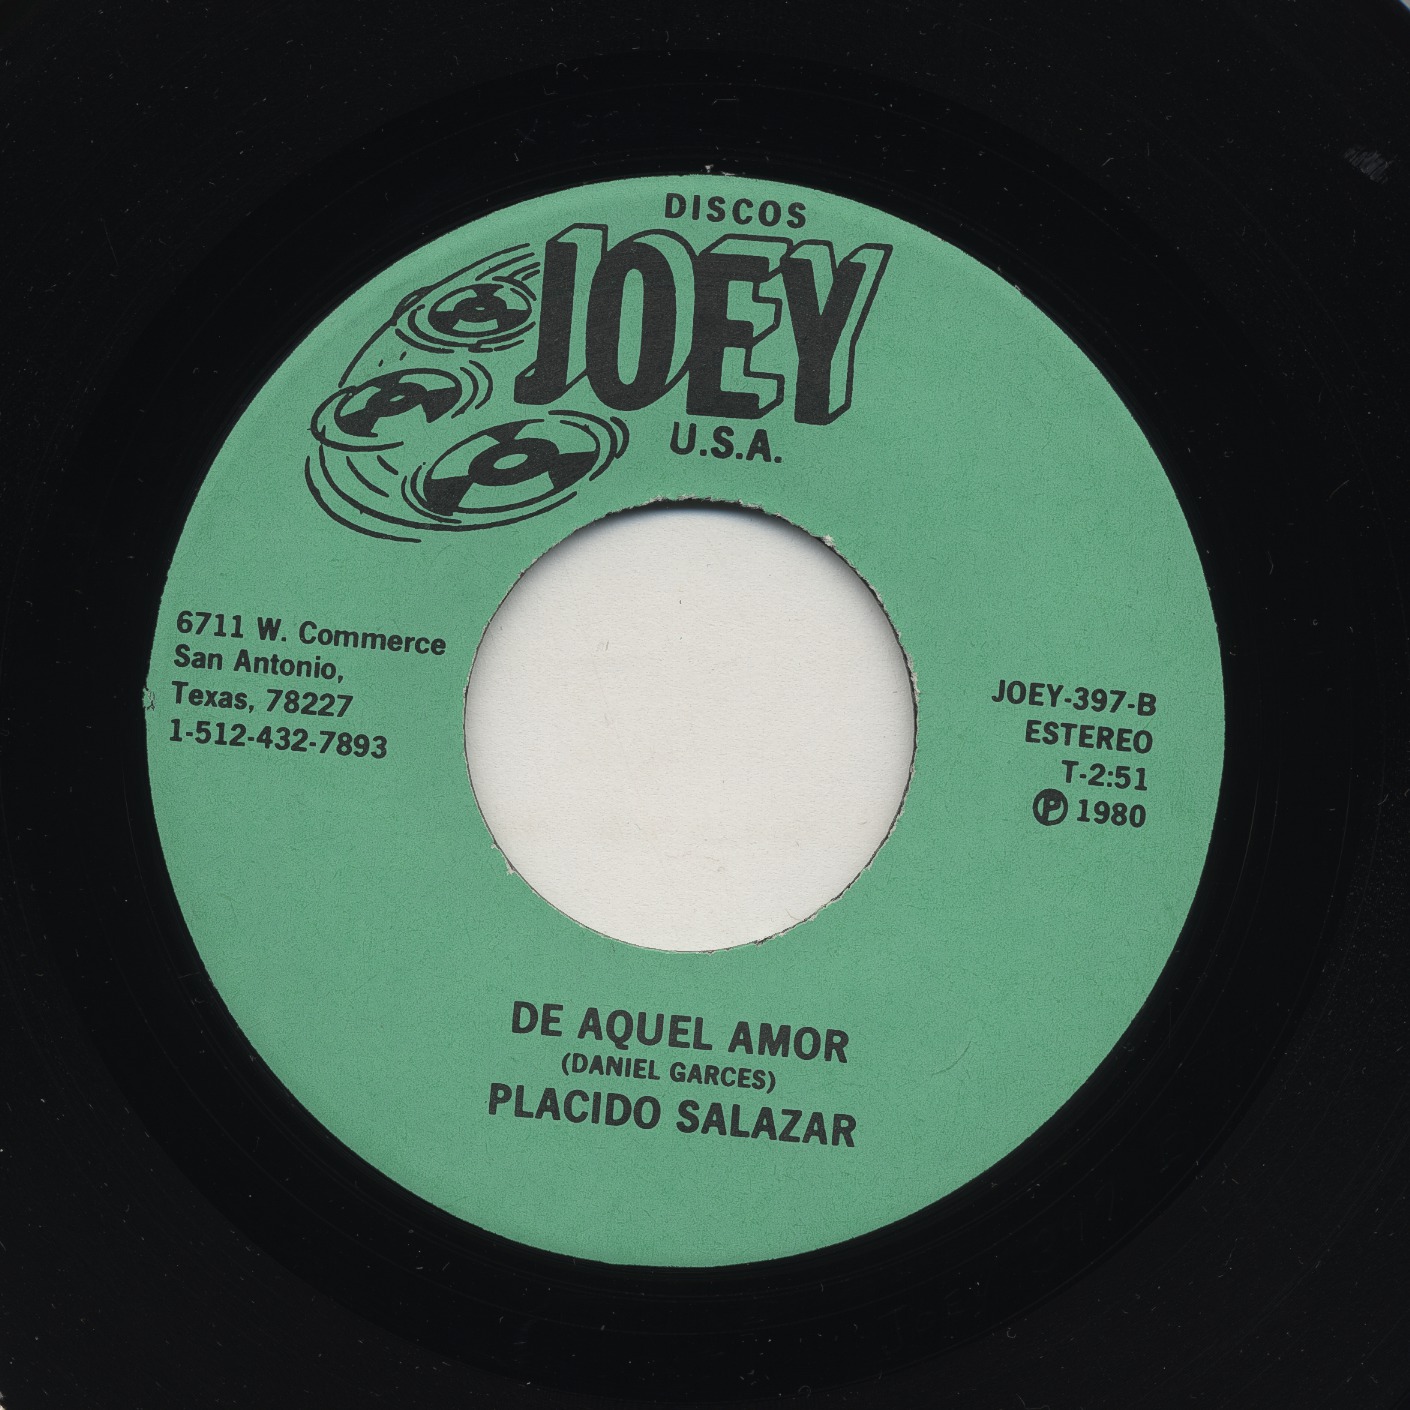 DISCOS
JOEY
U.S.A.
6711 W. Commerce
San Antonio,
Texas, 78227
1-512-432-7893
JOEY-397-B
ESTEREO
T-2:51
Ⓟ 1980
DE AQUEL AMOR
(DANIEL GARCES)
PLACIDO SALAZAR